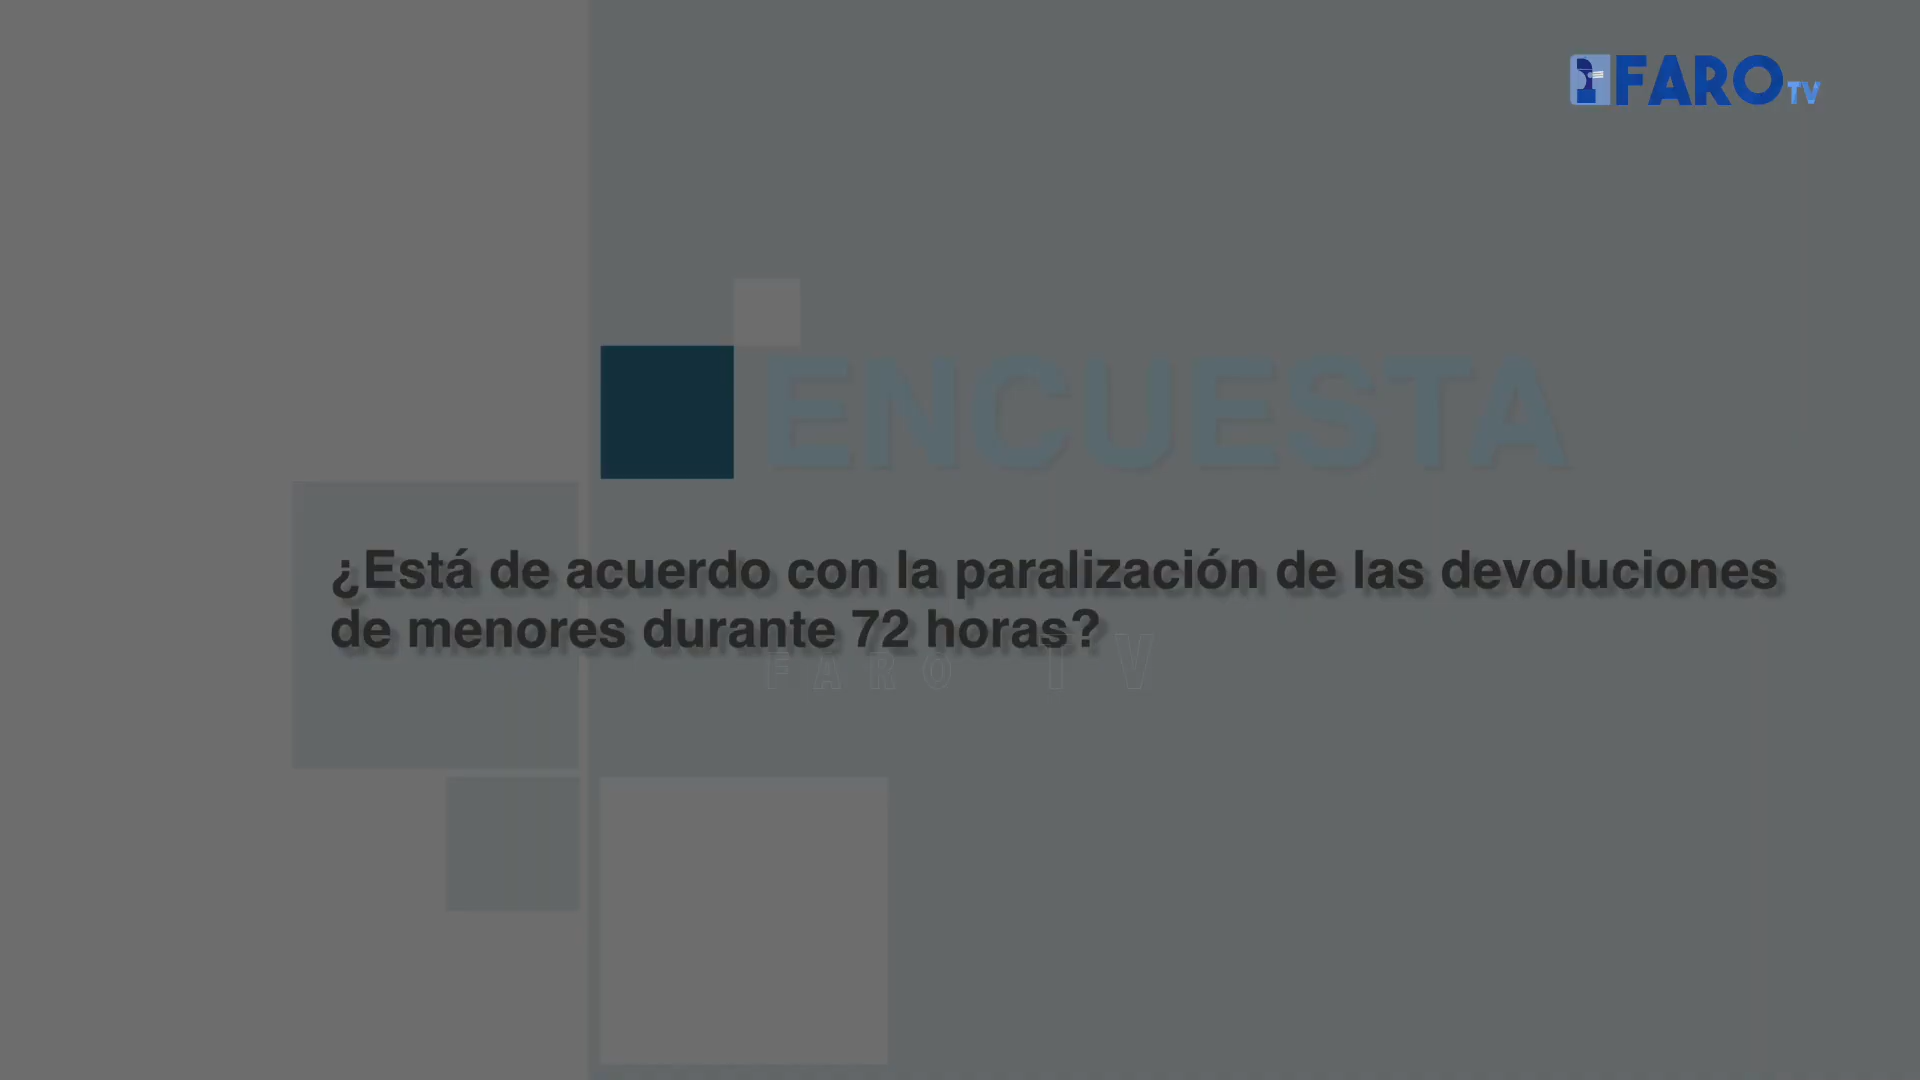 FARO TV
ENCUESTA
¿Está de acuerdo con la paralización de las devoluciones
de menores durante 72 horas?
FARO TV